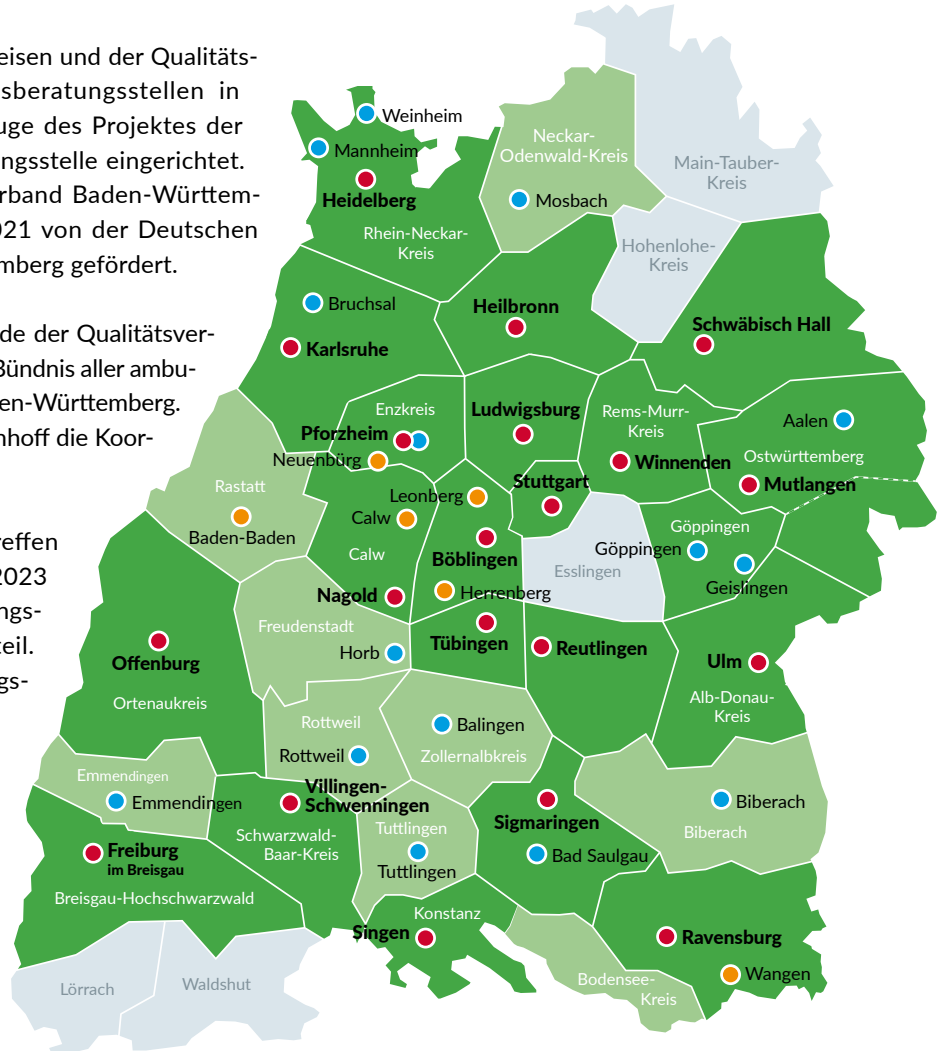 eisen und der Qualitäts-
sberatungsstellen in
uge des Projektes der
ngsstelle eingerichtet.
rband Baden-Württem-
021 von der Deutschen
mberg gefördert.
de der Qualitätsver-
Bündnis aller ambu-
en-Württemberg.
nhoff die Koor-
reffen
2023
ngs-
teil.
gs-
Weinheim
Mannheim
Heidelberg
Rhein-Neckar-
Kreis
Neckar-
Odenwald-Kreis
Mosbach
Main-Tauber-
Kreis
Hohenlohe-
Kreis
Bruchsal
Karlsruhe
Heilbronn
Schwäbisch Hall
Enzkreis
Pforzheim
Neuenbürg
Ludwigsburg
Rems-Murr-
Kreis
Winnenden
Aalen
Ostwürttemberg
Mutlangen
Rastatt
Baden-Baden
Leonberg
Calw
Calw
Nagold
Stuttgart
Böblingen
Herrenberg
Esslingen
Göppingen
Göppingen
Geislingen
Freudenstadt
Horb
Tübingen
Reutlingen
Ulm
Alb-Donau-
Kreis
Offenburg
Ortenaukreis
Rottweil
Rottweil
Balingen
Zollernalbkreis
Emmendingen
Emmendingen
Villingen-
Schwenningen
Schwarzwald-
Baar-Kreis
Tuttlingen
Tuttlingen
Sigmaringen
Bad Saulgau
Biberach
Biberach
Freiburg
im Breisgau
Breisgau-Hochschwarzwald
Konstanz
Singen
Ravensburg
Wangen
Bodensee-
Kreis
Lörrach
Waldshut